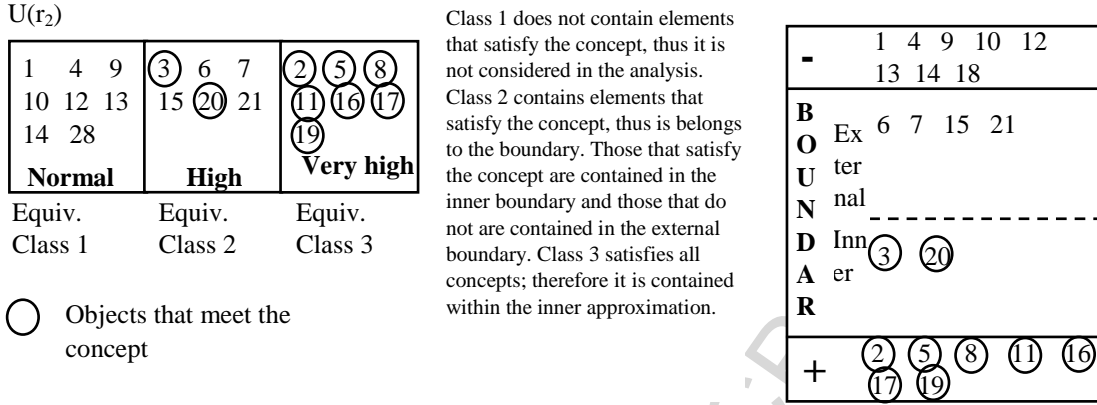 U(r2)
1 4 9
10 12 13
14 28
Normal
3 6 7
15 20 21
High
2 5 8
11 16 17
19
Very high
Equiv.
Class 1
Equiv.
Class 2
Equiv.
Class 3
Objects that meet the
concept
Class 1 does not contain elements
that satisfy the concept, thus it is
not considered in the analysis.
Class 2 contains elements that
satisfy the concept, thus is belongs
to the boundary. Those that satisfy
the concept are contained in the
inner boundary and those that do
not are contained in the external
boundary. Class 3 satisfies all
concepts; therefore it is contained
within the inner approximation.
-
1 4 9 10 12
13 14 18
B
O
U
N
D
A
R
Ex
ter
nal
6 7 15 21
Inn
er
3 20
+
2 5 8 11 16
17 19